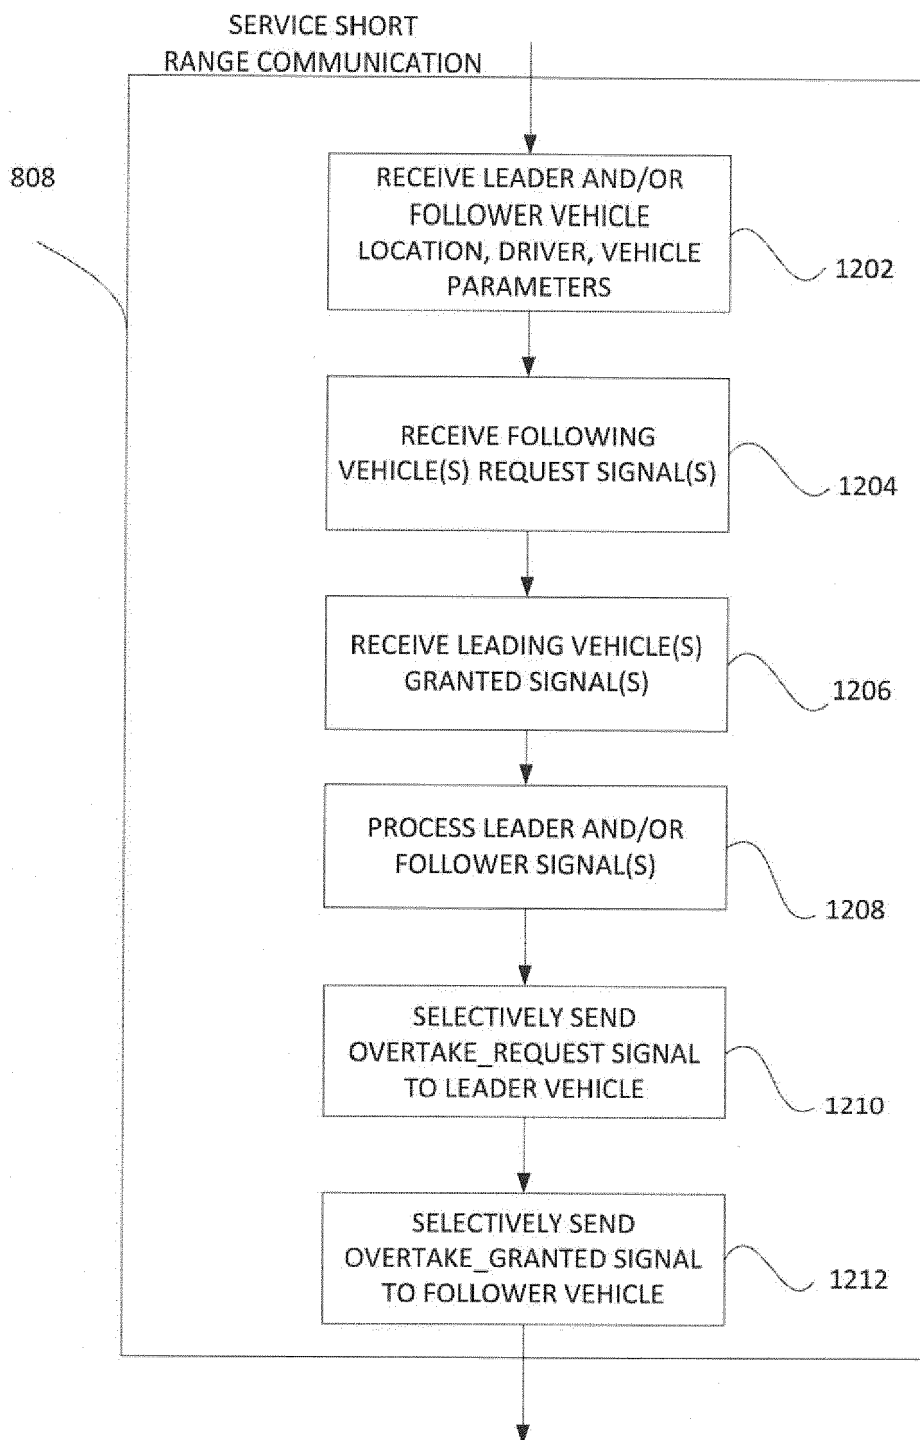 SERVICE SHORT
RANGE COMMUNICATION
808
RECEIVE LEADER AND/OR
FOLLOWER VEHICLE
LOCATION, DRIVER, VEHICLE
PARAMETERS
1202
RECEIVE FOLLOWING
VEHICLE(S) REQUEST SIGNAL(S)
1204
RECEIVE LEADING VEHICLE(S)
GRANTED SIGNAL(S)
1206
PROCESS LEADER AND/OR
FOLLOWER SIGNAL(S)
1208
SELECTIVELY SEND
OVERTAKE_REQUEST SIGNAL
TO LEADER VEHICLE
1210
SELECTIVELY SEND
OVERTAKE_GRANTED SIGNAL
TO FOLLOWER VEHICLE
1212